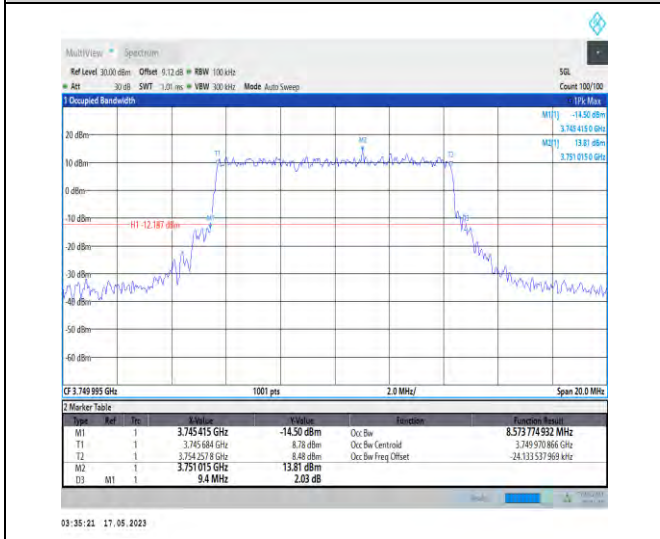 MultiView Spectrum
Ref Level 30.00 dBm Offset 9.12 dB RBW 100 kHz SGL
Att 30 dB SWT 1.01 ms VBW 300 kHz Mode Auto Sweep Count 100/100
1 Occupied Bandwidth 1Pk Max
M1[1] -14.50 dBm
3.745 415 0 GHz
M2[1] 13.81 dBm
3.751 015 0 GHz
20 dBm
M2
T1 T2
10 dBm
0 dBm
-10 dBm
M1
H1 -12.187 dBm
-20 dBm
-30 dBm
-40 dBm
-50 dBm
-60 dBm
CF 3.749 995 GHz 1001 pts 2.0 MHz/ Span 20.0 MHz
2 Marker Table
Type Ref Trc X-Value Y-Value Function Function Result
M1 1 3.745 415 GHz -14.50 dBm Occ Bw 8.573 774 932 MHz
T1 1 3.745 684 GHz 8.78 dBm Occ Bw Centroid 3.749 970 866 GHz
T2 1 3.754 257 8 GHz 8.48 dBm Occ Bw Freq Offset -24.133 537 969 kHz
M2 1 3.751 015 GHz 13.81 dBm
D3 M1 1 9.4 MHz 2.03 dB
03:35:21 17.05.2023